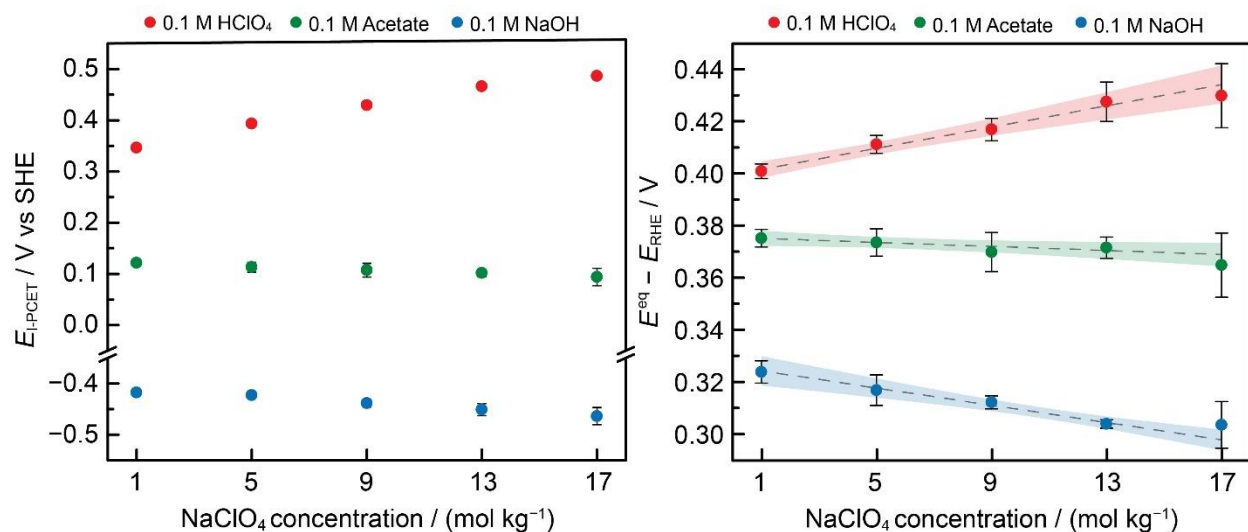 0.1 M HClO₄ 0.1 M Acetate 0.1 NaOH
0.5
0.4
0.3
0.2
0.1
0.0
−0.4
−0.5
E_I-PCET / V vs SHE
1 5 9 13 17
NaClO₄ concentration / (mol kg⁻¹)
0.1 M HClO₄ 0.1 M Acetate 0.1 NaOH
0.44
0.42
0.40
0.38
0.36
0.34
0.32
0.30
E^eq − E_RHE / V
1 5 9 13 17
NaClO₄ concentration / (mol kg⁻¹)